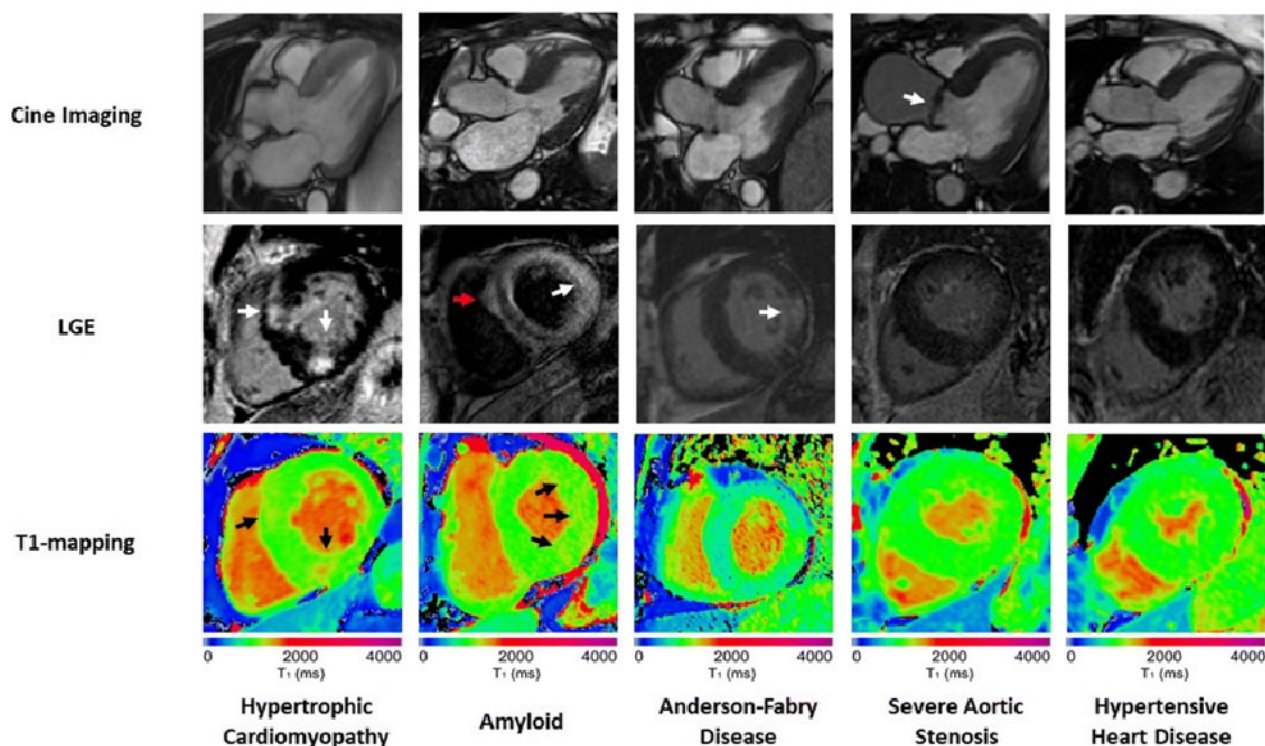 Cine Imaging
LGE
T1-mapping
0 2000 4000
T₁ (ms)
0 2000 4000
T₁ (ms)
0 2000 4000
T₁ (ms)
0 2000 4000
T₁ (ms)
0 2000 4000
T₁ (ms)
Hypertrophic
Cardiomyopathy
Amyloid
Anderson-Fabry
Disease
Severe Aortic
Stenosis
Hypertensive
Heart Disease